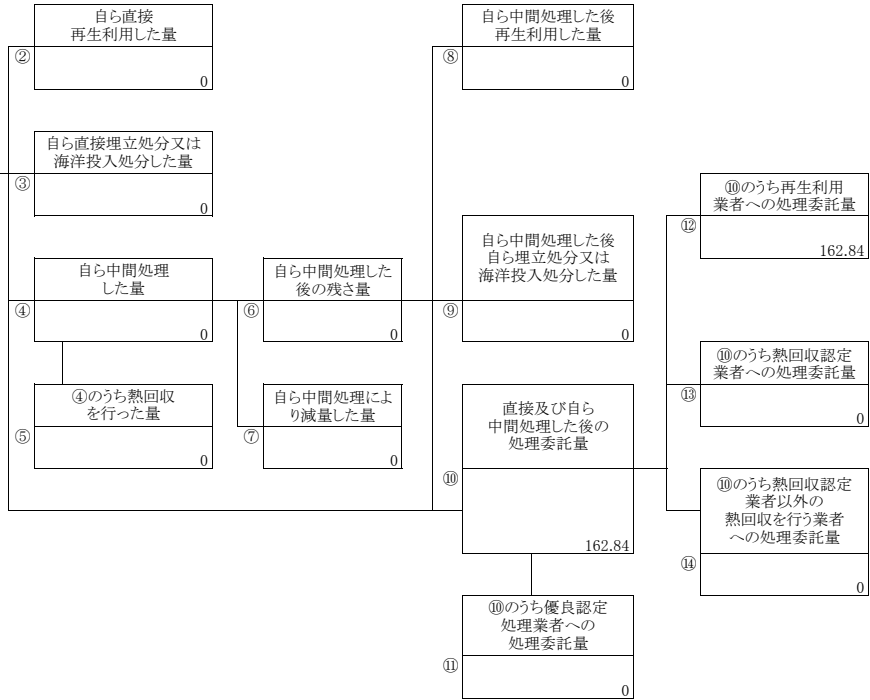 自ら直接
再生利用した量
②
0
自ら直接埋立処分又は
海洋投入処分した量
③
0
自ら中間処理
した量
④
0
④のうち熱回収
を行った量
⑤
0
自ら中間処理した
後の残さ量
⑥
0
自ら中間処理によ
り減量した量
⑦
0
自ら中間処理した後
再生利用した量
⑧
0
自ら中間処理した後
自ら埋立処分又は
海洋投入処分した量
⑨
0
直接及び自ら
中間処理した後の
処理委託量
⑩
162.84
⑩のうち優良認定
処理業者への
処理委託量
⑪
0
⑩のうち再生利用
業者への処理委託量
⑫
162.84
⑩のうち熱回収認定
業者への処理委託量
⑬
0
⑩のうち熱回収認定
業者以外の
熱回収を行う業者
への処理委託量
⑭
0